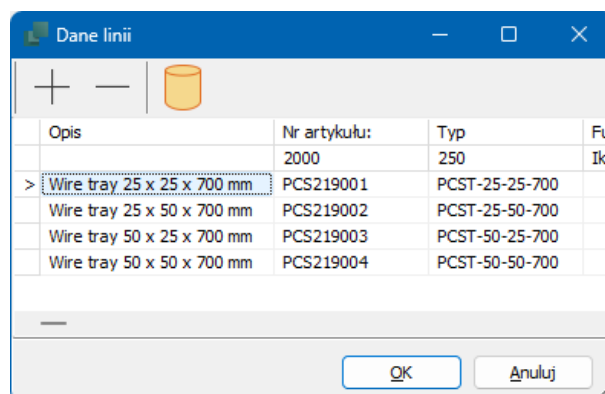 Dane linii
Opis Nr artykułu: Typ
2000 250
> Wire tray 25 x 25 x 700 mm PCS219001 PCST-25-25-700
Wire tray 25 x 50 x 700 mm PCS219002 PCST-25-50-700
Wire tray 50 x 25 x 700 mm PCS219003 PCST-50-25-700
Wire tray 50 x 50 x 700 mm PCS219004 PCST-50-50-700
OK Anuluj